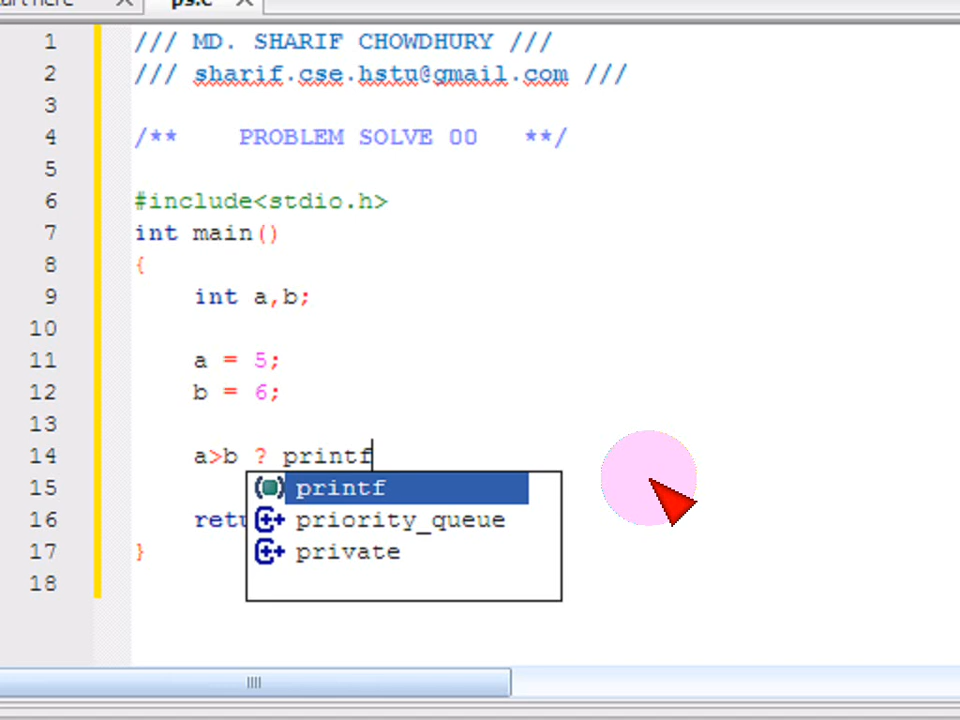 ps.c
1 /// MD. SHARIF CHOWDHURY ///
2 /// sharif.cse.hstu@gmail.com ///
3
4 /** PROBLEM SOLVE 00 **/
5
6 #include<stdio.h>
7 int main()
8 {
9 int a,b;
10
11 a = 5;
12 b = 6;
13
14 a>b ? printf
15 printf
16 retu priority_queue
17 } private
18